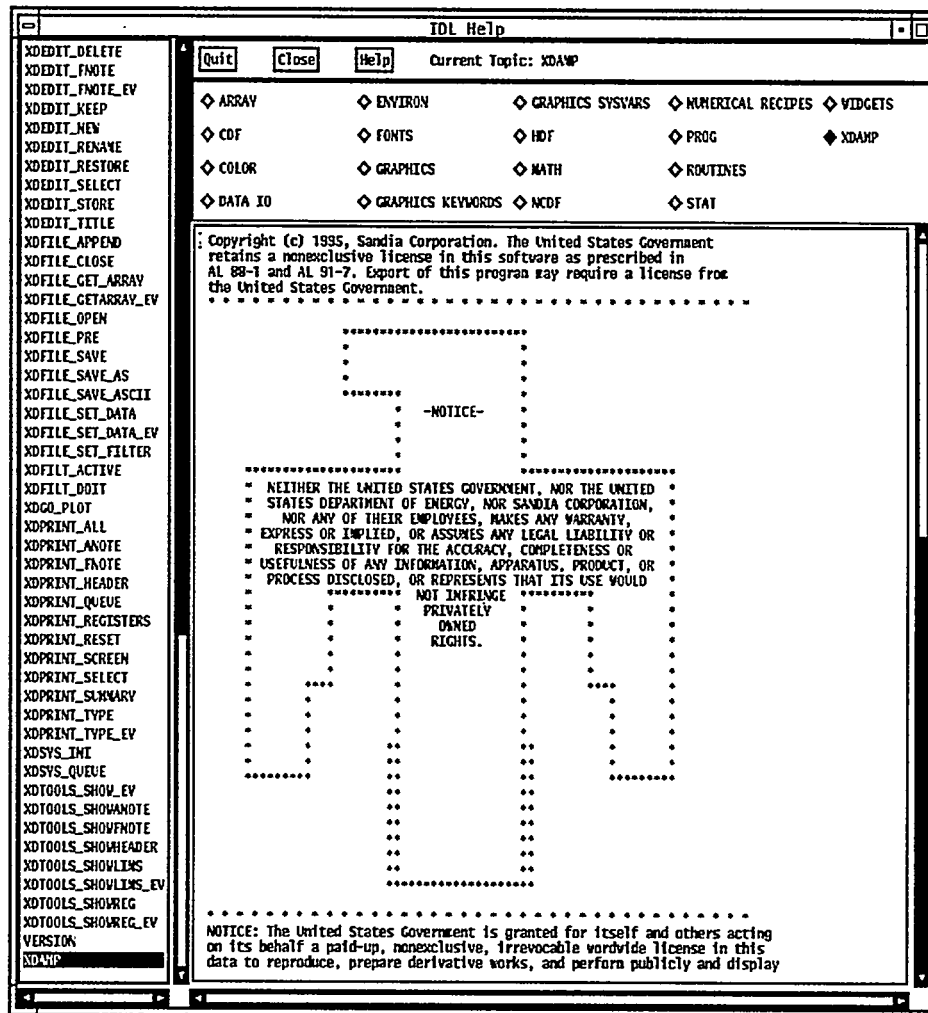 IDL Help
XDEDIT_DELETE
XDEDIT_FNOTE
XDEDIT_FNOTE_EV
XDEDIT_KEEP
XDEDIT_NEW
XDEDIT_RENAME
XDEDIT_RESTORE
XDEDIT_SELECT
XDEDIT_STORE
XDEDIT_TITLE
XDFILE_APPEND
XDFILE_CLOSE
XDFILE_GET_ARRAY
XDFILE_GETARRAY_EV
XDFILE_OPEN
XDFILE_PRE
XDFILE_SAVE
XDFILE_SAVE_AS
XDFILE_SAVE_ASCII
XDFILE_SET_DATA
XDFILE_SET_DATA_EV
XDFILE_SET_FILTER
XDFILT_ACTIVE
XDFILT_DOIT
XDGO_PLOT
XDPRINT_ALL
XDPRINT_ANOTE
XDPRINT_FNOTE
XDPRINT_HEADER
XDPRINT_QUEUE
XDPRINT_REGISTERS
XDPRINT_RESET
XDPRINT_SCREEN
XDPRINT_SELECT
XDPRINT_SUMMARY
XDPRINT_TYPE
XDPRINT_TYPE_EV
XDSYS_INI
XDSYS_QUEUE
XDTOOLS_SHOW_EV
XDTOOLS_SHOWANOTE
XDTOOLS_SHOWFNOTE
XDTOOLS_SHOWHEADER
XDTOOLS_SHOWLIMS
XDTOOLS_SHOWLIMS_EV
XDTOOLS_SHOWREG
XDTOOLS_SHOWREG_EV
VERSION
XDAMP
Quit Close Help Current Topic: XDAMP
ARRAY ENVIRON GRAPHICS SYSVARS NUMERICAL RECIPES WIDGETS
CDF FONTS HDF PROG XDAMP
COLOR GRAPHICS MATH ROUTINES
DATA IO GRAPHICS KEYWORDS NCDF STAT
; Copyright (c) 1995, Sandia Corporation. The United States Government
retains a nonexclusive license in this software as prescribed in
AL 88-1 and AL 91-7. Export of this program may require a license from
the United States Government.
-NOTICE-
NEITHER THE UNITED STATES GOVERNMENT, NOR THE UNITED
STATES DEPARTMENT OF ENERGY, NOR SANDIA CORPORATION,
NOR ANY OF THEIR EMPLOYEES, MAKES ANY WARRANTY,
EXPRESS OR IMPLIED, OR ASSUMES ANY LEGAL LIABILITY OR
RESPONSIBILITY FOR THE ACCURACY, COMPLETENESS OR
USEFULNESS OF ANY INFORMATION, APPARATUS, PRODUCT, OR
PROCESS DISCLOSED, OR REPRESENTS THAT ITS USE WOULD
NOT INFRINGE
PRIVATELY
OWNED
RIGHTS.
NOTICE: The United States Government is granted for itself and others acting
on its behalf a paid-up, nonexclusive, irrevocable wordvide license in this
data to reproduce, prepare derivative works, and perform publicly and display